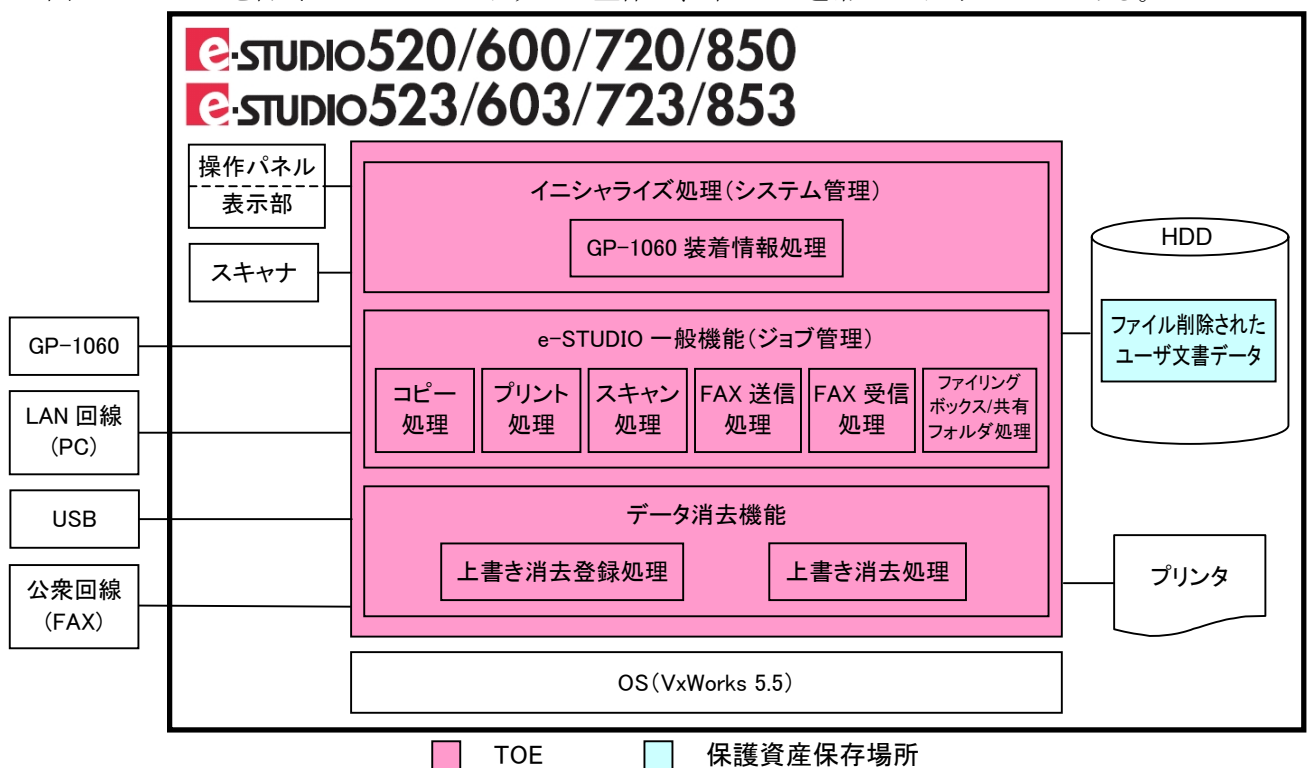 e-STUDIO520/600/720/850
e-STUDIO523/603/723/853
操作パネル
表示部
スキャナ
GP-1060
LAN 回線
(PC)
USB
公衆回線
(FAX)
イニシャライズ処理(システム管理)
GP-1060 装着情報処理
e-STUDIO 一般機能(ジョブ管理)
コピー
処理
プリント
処理
スキャン
処理
FAX 送信
処理
FAX 受信
処理
ファイリング
ボックス/共有
フォルダ処理
データ消去機能
上書き消去登録処理
上書き消去処理
OS(VxWorks 5.5)
HDD
ファイル削除された
ユーザ文書データ
プリンタ
TOE
保護資産保存場所